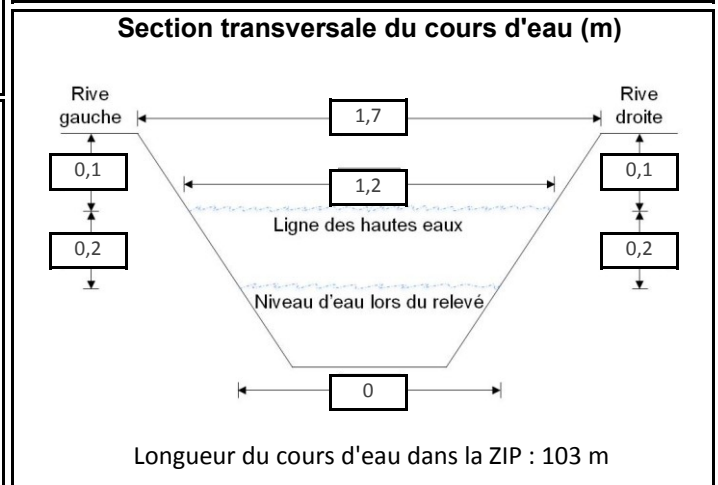 Section transversale du cours d'eau (m)
Rive
gauche
1,7
Rive
droite
0,1
1,2
0,1
Ligne des hautes eaux
0,2
0,2
Niveau d'eau lors du relevé
0
Longueur du cours d'eau dans la ZIP : 103 m